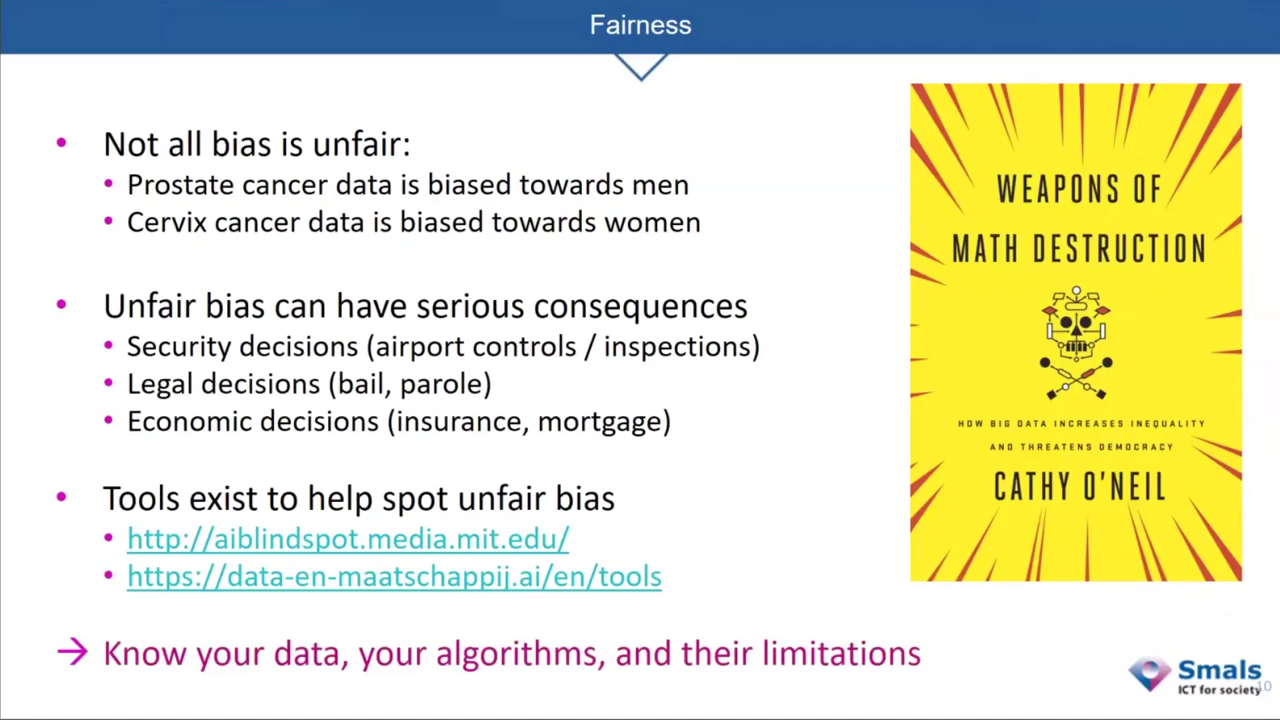 Fairness
• Not all bias is unfair:
• Prostate cancer data is biased towards men
• Cervix cancer data is biased towards women
• Unfair bias can have serious consequences
• Security decisions (airport controls / inspections)
• Legal decisions (bail, parole)
• Economic decisions (insurance, mortgage)
• Tools exist to help spot unfair bias
• http://aiblindspot.media.mit.edu/
• https://data-en-maatschappij.ai/en/tools
→ Know your data, your algorithms, and their limitations
WEAPONS OF
MATH DESTRUCTION
HOW BIG DATA INCREASES INEQUALITY
AND THREATENS DEMOCRACY
CATHY O'NEIL
Smals
ICT for society
10